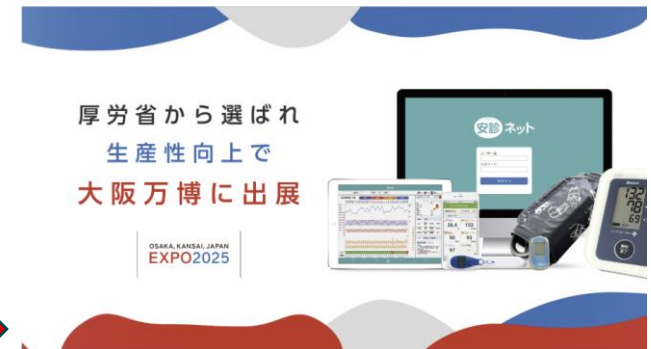 厚労省から選ばれ
生産性向上で
大阪万博に出展
OSAKA, KANSAI, JAPAN
EXPO2025
安診ネット